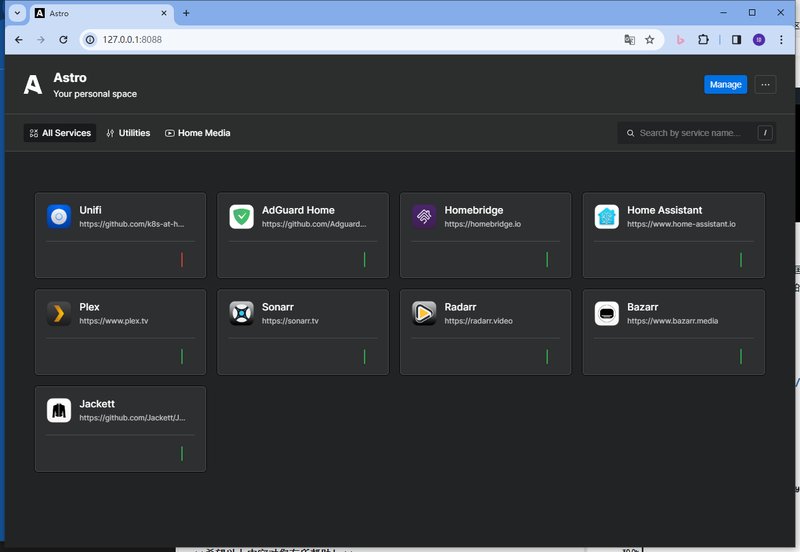 Astro
127.0.0.1:8088
Astro
Your personal space
Manage
All Services
Utilities
Home Media
Search by service name...
/
Unifi
https://github.com/k8s-at-h...
AdGuard Home
https://github.com/Adguard...
Homebridge
https://homebridge.io
Home Assistant
https://www.home-assistant.io
Plex
https://www.plex.tv
Sonarr
https://sonarr.tv
Radarr
https://radarr.video
Bazarr
https://www.bazarr.media
Jackett
https://github.com/Jackett/J...